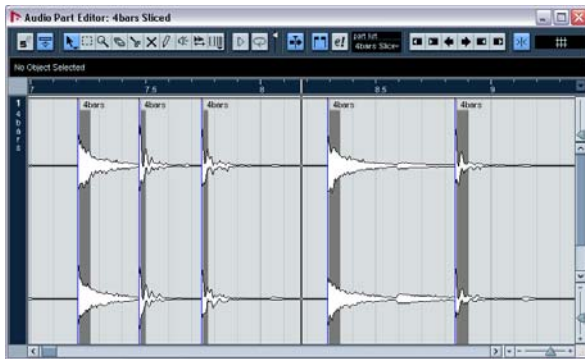 Audio Part Editor: 4bars Sliced
part list
4bars Slice
No Object Selected
7 7.5 8 8.5 9
1 4bars 4bars 4bars 4bars 4bars
4bars